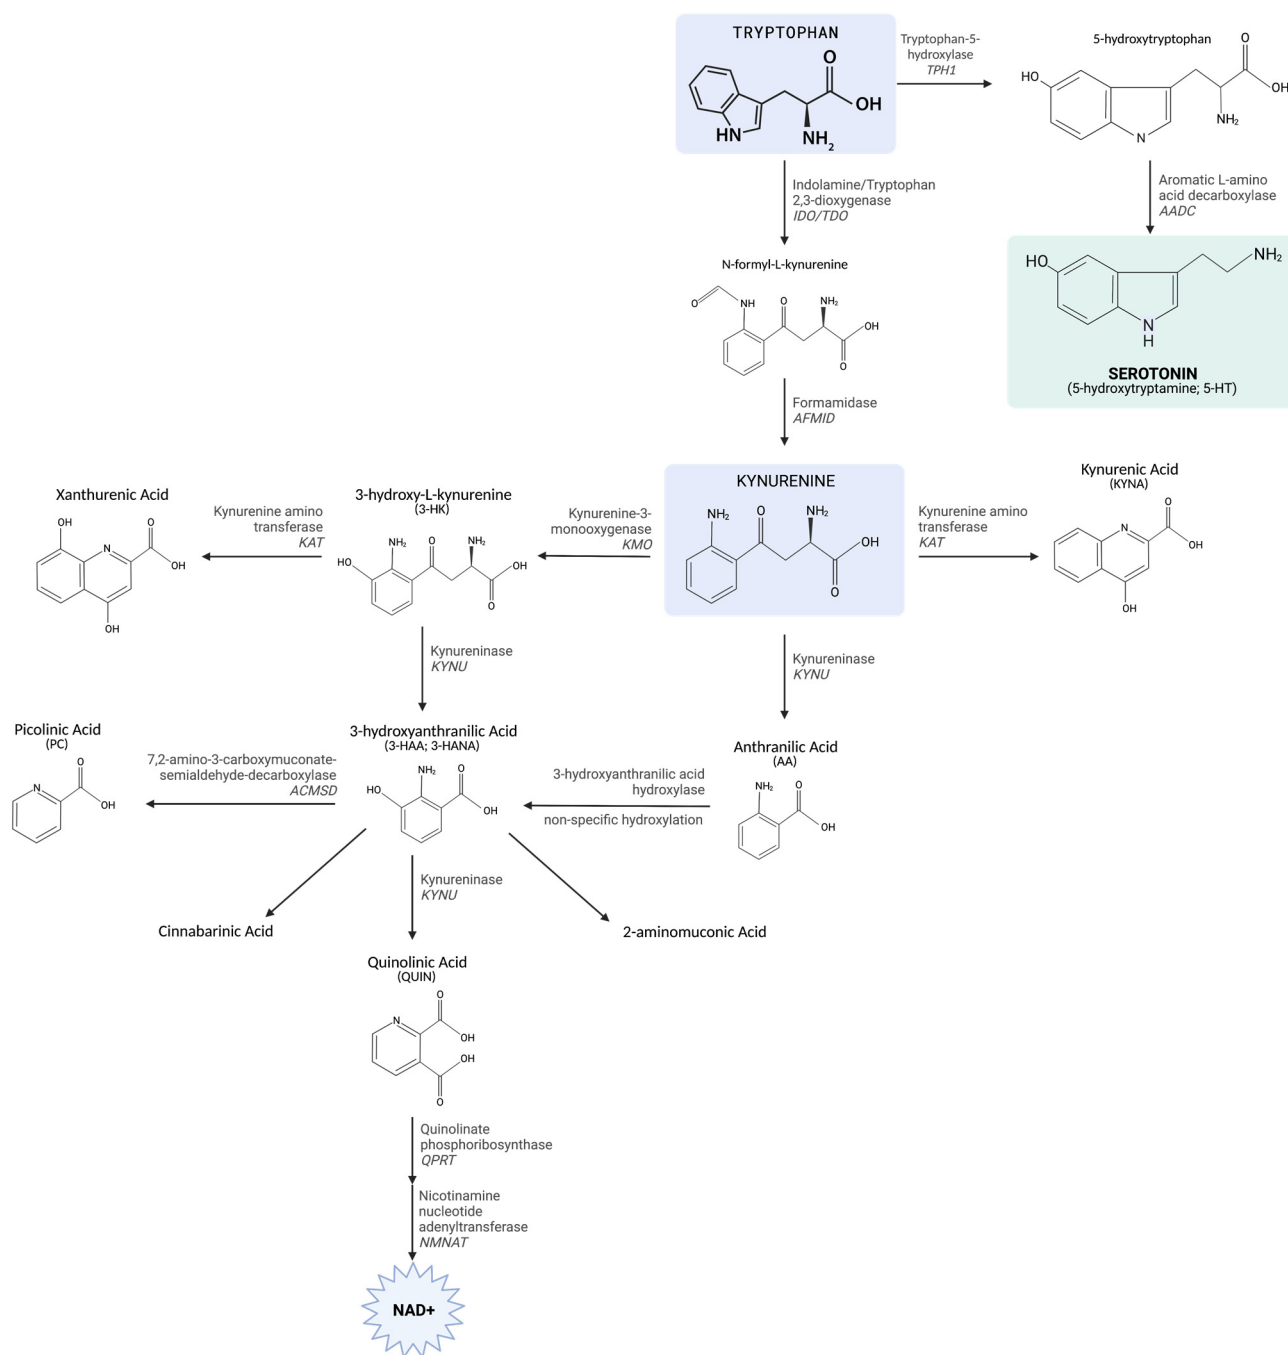 TRYPTOPHAN
O
OH
HN
NH2
Tryptophan-5-
hydroxylase
TPH1
5-hydroxytryptophan
O
HO
OH
NH2
N
Indolamine/Tryptophan
2,3-dioxygenase
IDO/TDO
Aromatic L-amino
acid decarboxylase
AADC
HO
NH2
N
H
SEROTONIN
(5-hydroxytryptamine; 5-HT)
N-formyl-L-kynurenine
O
NH
O
NH2
OH
O
Formamidase
AFMID
Xanthurenic Acid
OH
O
N
OH
OH
Kynurenine amino
transferase
KAT
3-hydroxy-L-kynurenine
(3-HK)
NH2
O
NH2
HO
OH
O
Kynurenine-3-
monooxygenase
KMO
KYNURENINE
NH2
O
NH2
OH
O
Kynurenine amino
transferase
KAT
Kynurenic Acid
(KYNA)
O
N
OH
OH
Kynureninase
KYNU
Kynureninase
KYNU
Picolinic Acid
(PC)
O
N
OH
7,2-amino-3-carboxymuconate-
semialdehyde-decarboxylase
ACMSD
3-hydroxyanthranilic Acid
(3-HAA; 3-HANA)
NH2
O
HO
OH
3-hydroxyanthranilic acid
hydroxylase
non-specific hydroxylation
Anthranilic Acid
(AA)
NH2
O
OH
Kynureninase
KYNU
Cinnabarinic Acid
2-aminomuconic Acid
Quinolinic Acid
(QUIN)
O
N
OH
OH
O
Quinolinate
phosphoribosynthase
QPRT
Nicotinamine
nucleotide
adenyltransferase
NMNAT
NAD+